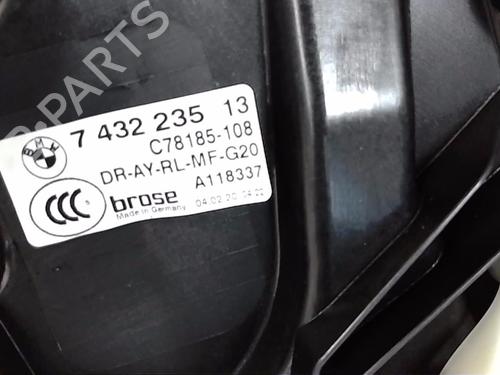 BMW
7 432 235 13
C78185-108
DR-AY-RL-MF-G20
A118337
CCC
brose
Made in Germany
04.02.20
PARTS